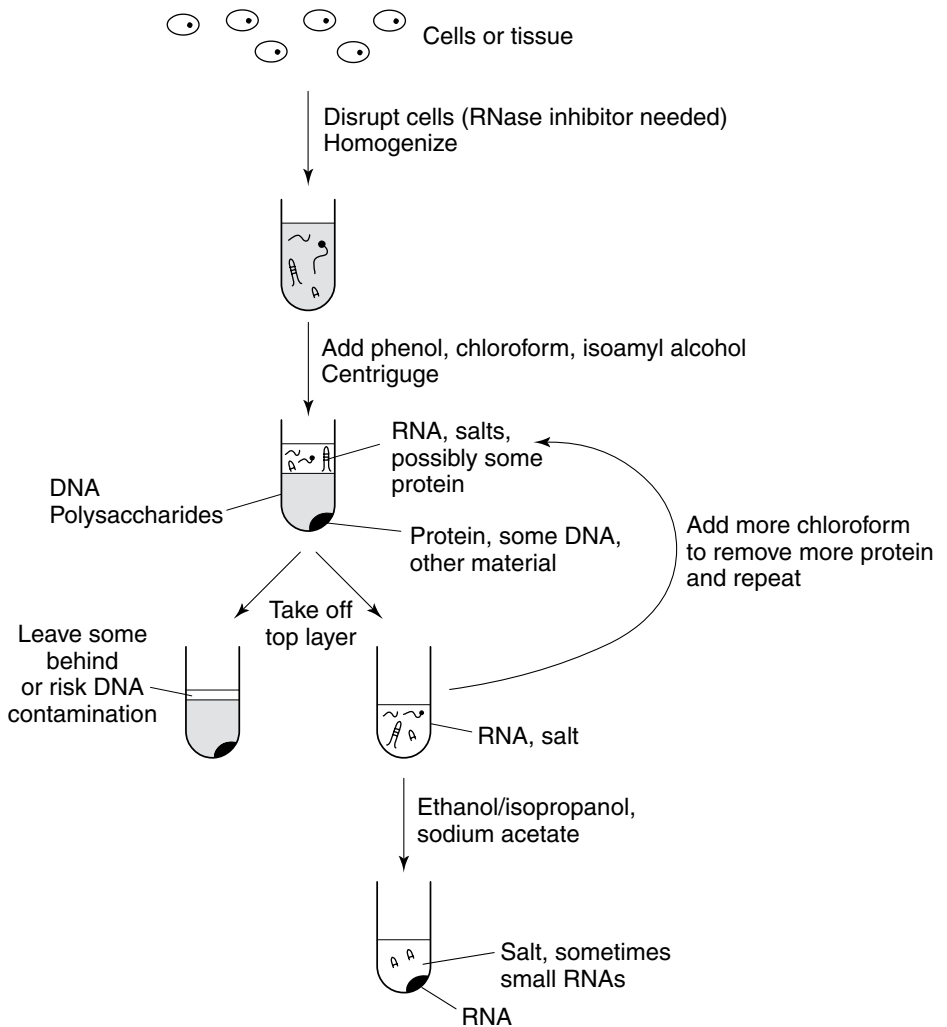 Cells or tissue
Disrupt cells (RNase inhibitor needed)
Homogenize
Add phenol, chloroform, isoamyl alcohol
Centriguge
RNA, salts,
possibly some
protein
DNA
Polysaccharides
Protein, some DNA,
other material
Add more chloroform
to remove more protein
and repeat
Take off
top layer
Leave some
behind
or risk DNA
contamination
RNA, salt
Ethanol/isopropanol,
sodium acetate
Salt, sometimes
small RNAs
RNA